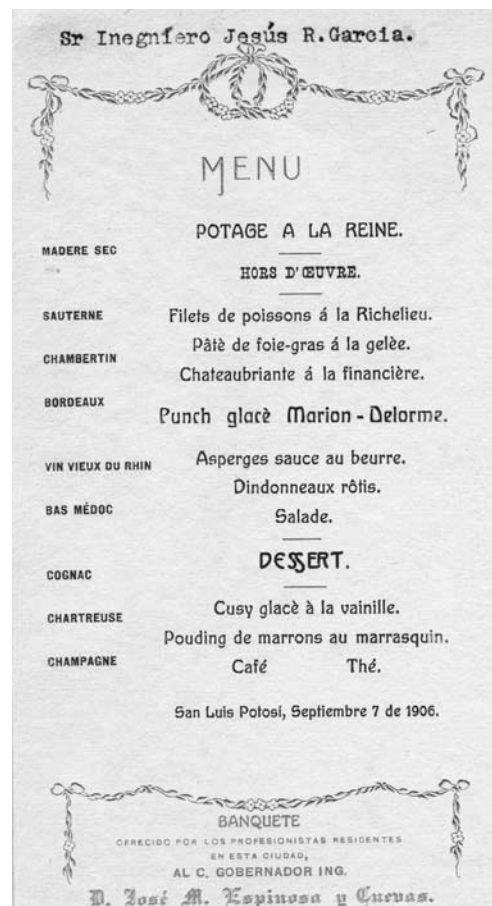 Sr Inegnfero Jesús R.Garcia.
MENU
POTAGE A LA REINE.
MADERE SEC
HORS D'ŒUVRE.
SAUTERNE
Filets de poissons á la Richelieu.
Pâtè de foie-gras á la gelèe.
CHAMBERTIN
Chateaubriante á la financière.
BORDEAUX
Punch glacè Marion - Delorme.
VIN VIEUX DU RHIN
Asperges sauce au beurre.
Dindonneaux rôtis.
BAS MÉDOC
Salade.
DESSERT.
COGNAC
Cusy glacè à la vainille.
CHARTREUSE
Pouding de marrons au marrasquin.
CHAMPAGNE
Café Thé.
San Luis Potosí, Septiembre 7 de 1906.
BANQUETE
OFRECIDO POR LOS PROFESIONISTAS RESIDENTES
EN ESTA CIUDAD,
AL C. GOBERNADOR ING.
D. José M. Espinosa y Cuevas.